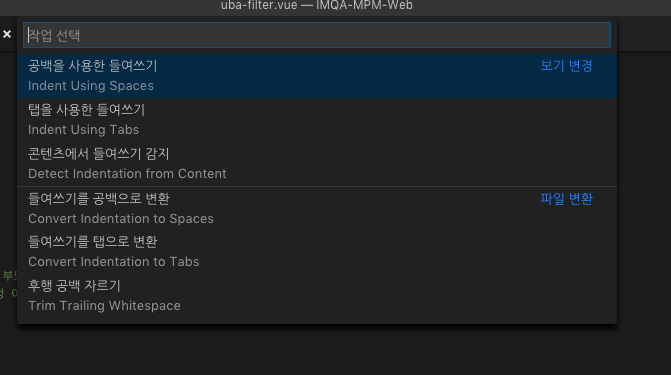 uba-filter.vue — IMQA-MPM-Web
작업 선택
공백을 사용한 들여쓰기 보기 변경
Indent Using Spaces
탭을 사용한 들여쓰기
Indent Using Tabs
콘텐츠에서 들여쓰기 감지
Detect Indentation from Content
들여쓰기를 공백으로 변환 파일 변환
Convert Indentation to Spaces
들여쓰기를 탭으로 변환
Convert Indentation to Tabs
후행 공백 자르기
Trim Trailing Whitespace